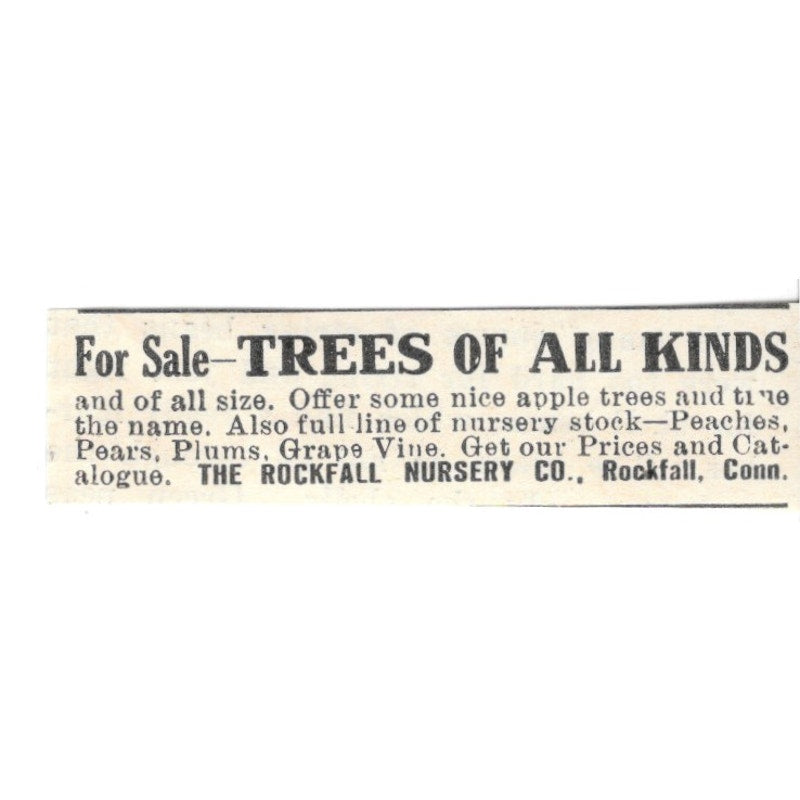 For Sale—TREES OF ALL KINDS
and of all size. Offer some nice apple trees and
the name. Also full line of nursery stock—Peaches,
Pears, Plums, Grape Vine. Get our Prices and Cat-
alogue. THE ROCKFALL NURSERY CO., Rockfall, Conn.